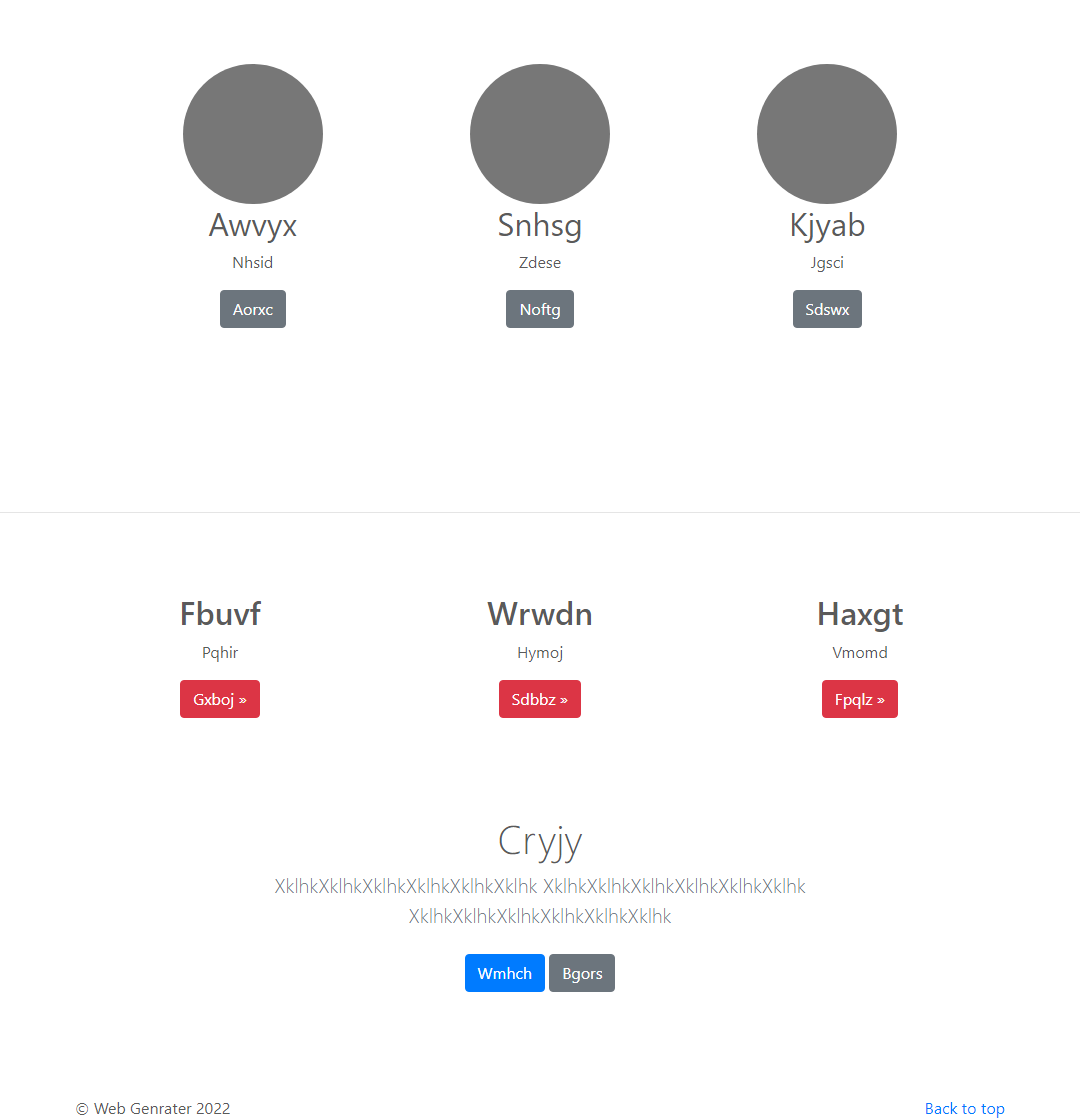 Awvyx
Nhsid
Aorxc
Snhsg
Zdese
Noftg
Kjyab
Jgsci
Sdswx
Fbuvf
Pqhir
Gxboj »
Wrwdn
Hymoj
Sdbbz »
Haxgt
Vmomd
Fpqlz »
Cryjy
XklhkXklhkXklhkXklhkXklhkXklhk XklhkXklhkXklhkXklhkXklhkXklhk
XklhkXklhkXklhkXklhkXklhkXklhk
Wmhch Bgors
© Web Genrater 2022
Back to top